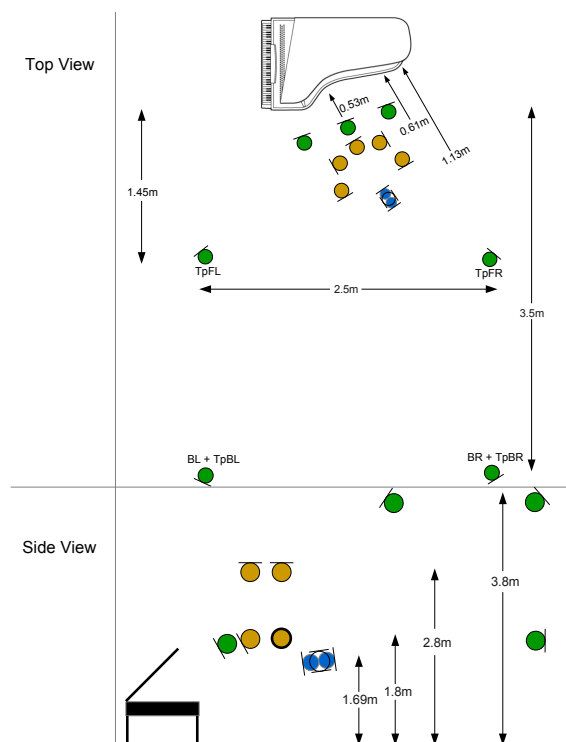 Top View
0.53m
0.61m
1.13m
1.45m
TpFL
TpFR
2.5m
3.5m
BL + TpBL
BR + TpBR
Side View
3.8m
2.8m
1.8m
1.69m